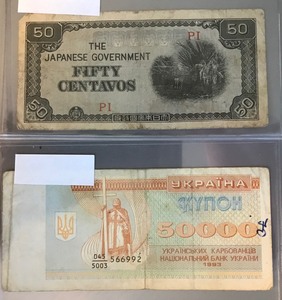 50 PI 50
THE
JAPANESE GOVERNMENT
FIFTY
CENTAVOS
PI
50 50
УКРАЇНА
КУПОН
50000
УКРАЇНСЬКИХ КАРБОВАНЦІВ
НАЦІОНАЛЬНИЙ БАНК УКРАЇНИ
1993
045/5003 566992